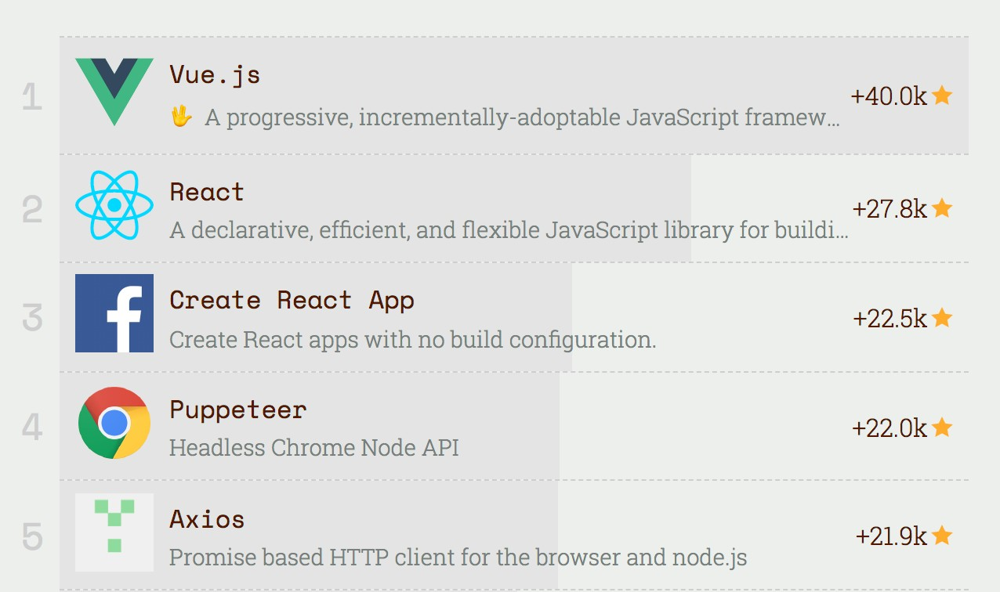 1
Vue.js
🖖 A progressive, incrementally-adoptable JavaScript framew...
+40.0k
2
React
A declarative, efficient, and flexible JavaScript library for buildi...
+27.8k
3
Create React App
Create React apps with no build configuration.
+22.5k
4
Puppeteer
Headless Chrome Node API
+22.0k
5
Axios
Promise based HTTP client for the browser and node.js
+21.9k